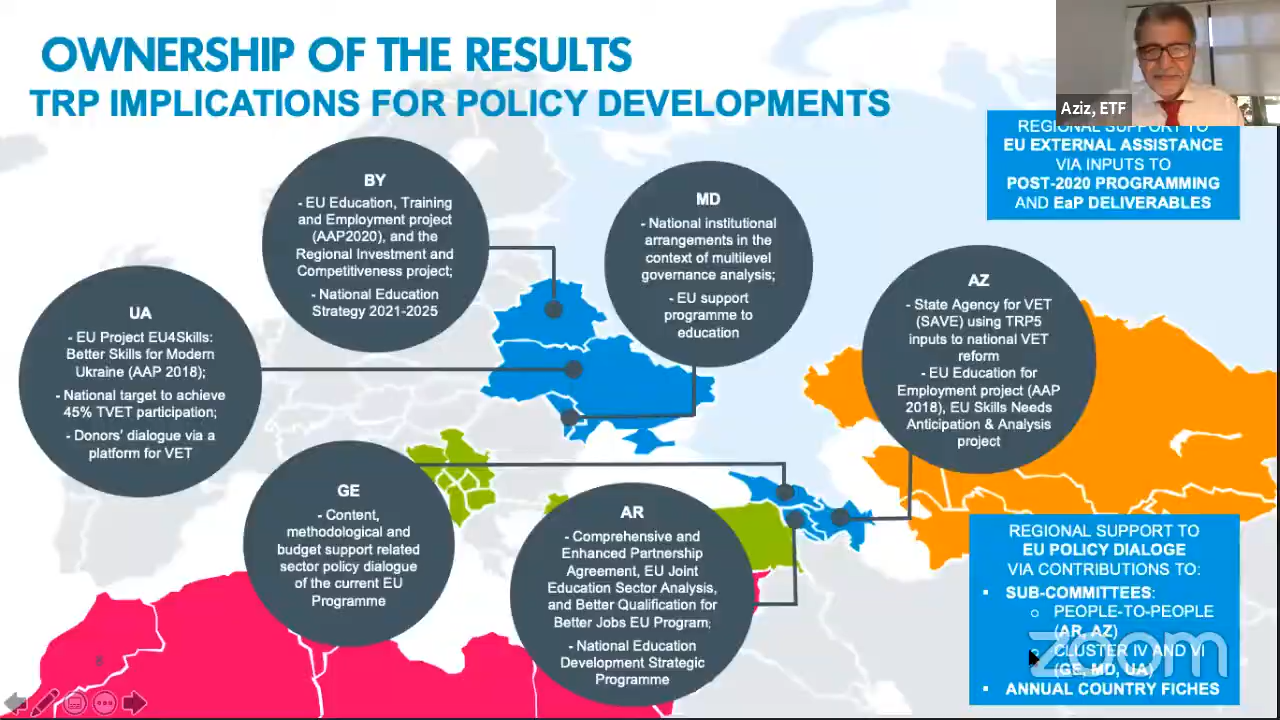 OWNERSHIP OF THE RESULTS
TRP IMPLICATIONS FOR POLICY DEVELOPMENTS
Aziz, ETF
REGIONAL SUPPORT TO
EU EXTERNAL ASSISTANCE
VIA INPUTS TO
POST-2020 PROGRAMMING
AND EaP DELIVERABLES
BY
- EU Education, Training
and Employment project
(AAP2020), and the
Regional Investment and
Competitiveness project;
- National Education
Strategy 2021-2025
MD
- National institutional
arrangements in the
context of multilevel
governance analysis;
- EU support
programme to
education
AZ
- State Agency for VET
(SAVE) using TRP5
inputs to national VET
reform
- EU Education for
Employment project (AAP
2018), EU Skills Needs
Anticipation & Analysis
project
UA
- EU Project EU4Skills:
Better Skills for Modern
Ukraine (AAP 2018);
- National target to achieve
45% TVET participation;
- Donors' dialogue via a
platform for VET
GE
- Content,
methodological and
budget support related
sector policy dialogue
of the current EU
Programme
AR
- Comprehensive and
Enhanced Partnership
Agreement, EU Joint
Education Sector Analysis,
and Better Qualification for
Better Jobs EU Program;
- National Education
Development Strategic
Programme
REGIONAL SUPPORT TO
EU POLICY DIALOGE
VIA CONTRIBUTIONS TO:
▪ SUB-COMMITTEES:
o PEOPLE-TO-PEOPLE
(AR, AZ)
o CLUSTER IV AND VI
(GE, MD, UA)
▪ ANNUAL COUNTRY FICHES
zoom
8